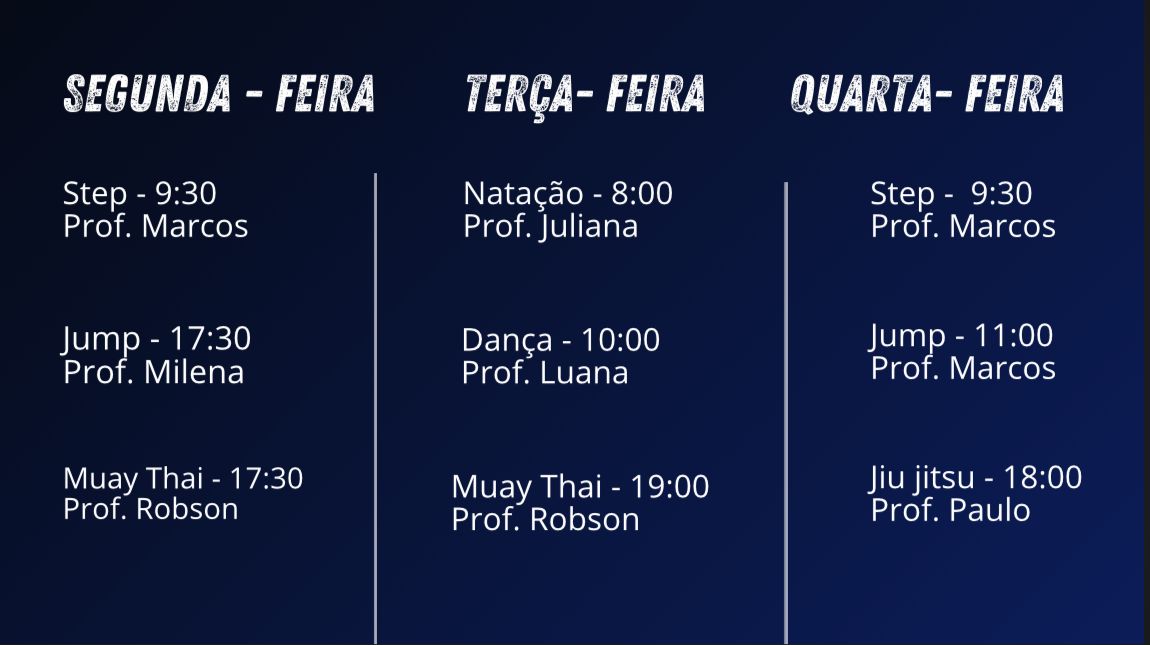 SEGUNDA - FEIRA
Step - 9:30
Prof. Marcos
Jump - 17:30
Prof. Milena
Muay Thai - 17:30
Prof. Robson
TERÇA- FEIRA
Natação - 8:00
Prof. Juliana
Dança - 10:00
Prof. Luana
Muay Thai - 19:00
Prof. Robson
QUARTA- FEIRA
Step -  9:30
Prof. Marcos
Jump - 11:00
Prof. Marcos
Jiu jitsu - 18:00
Prof. Paulo